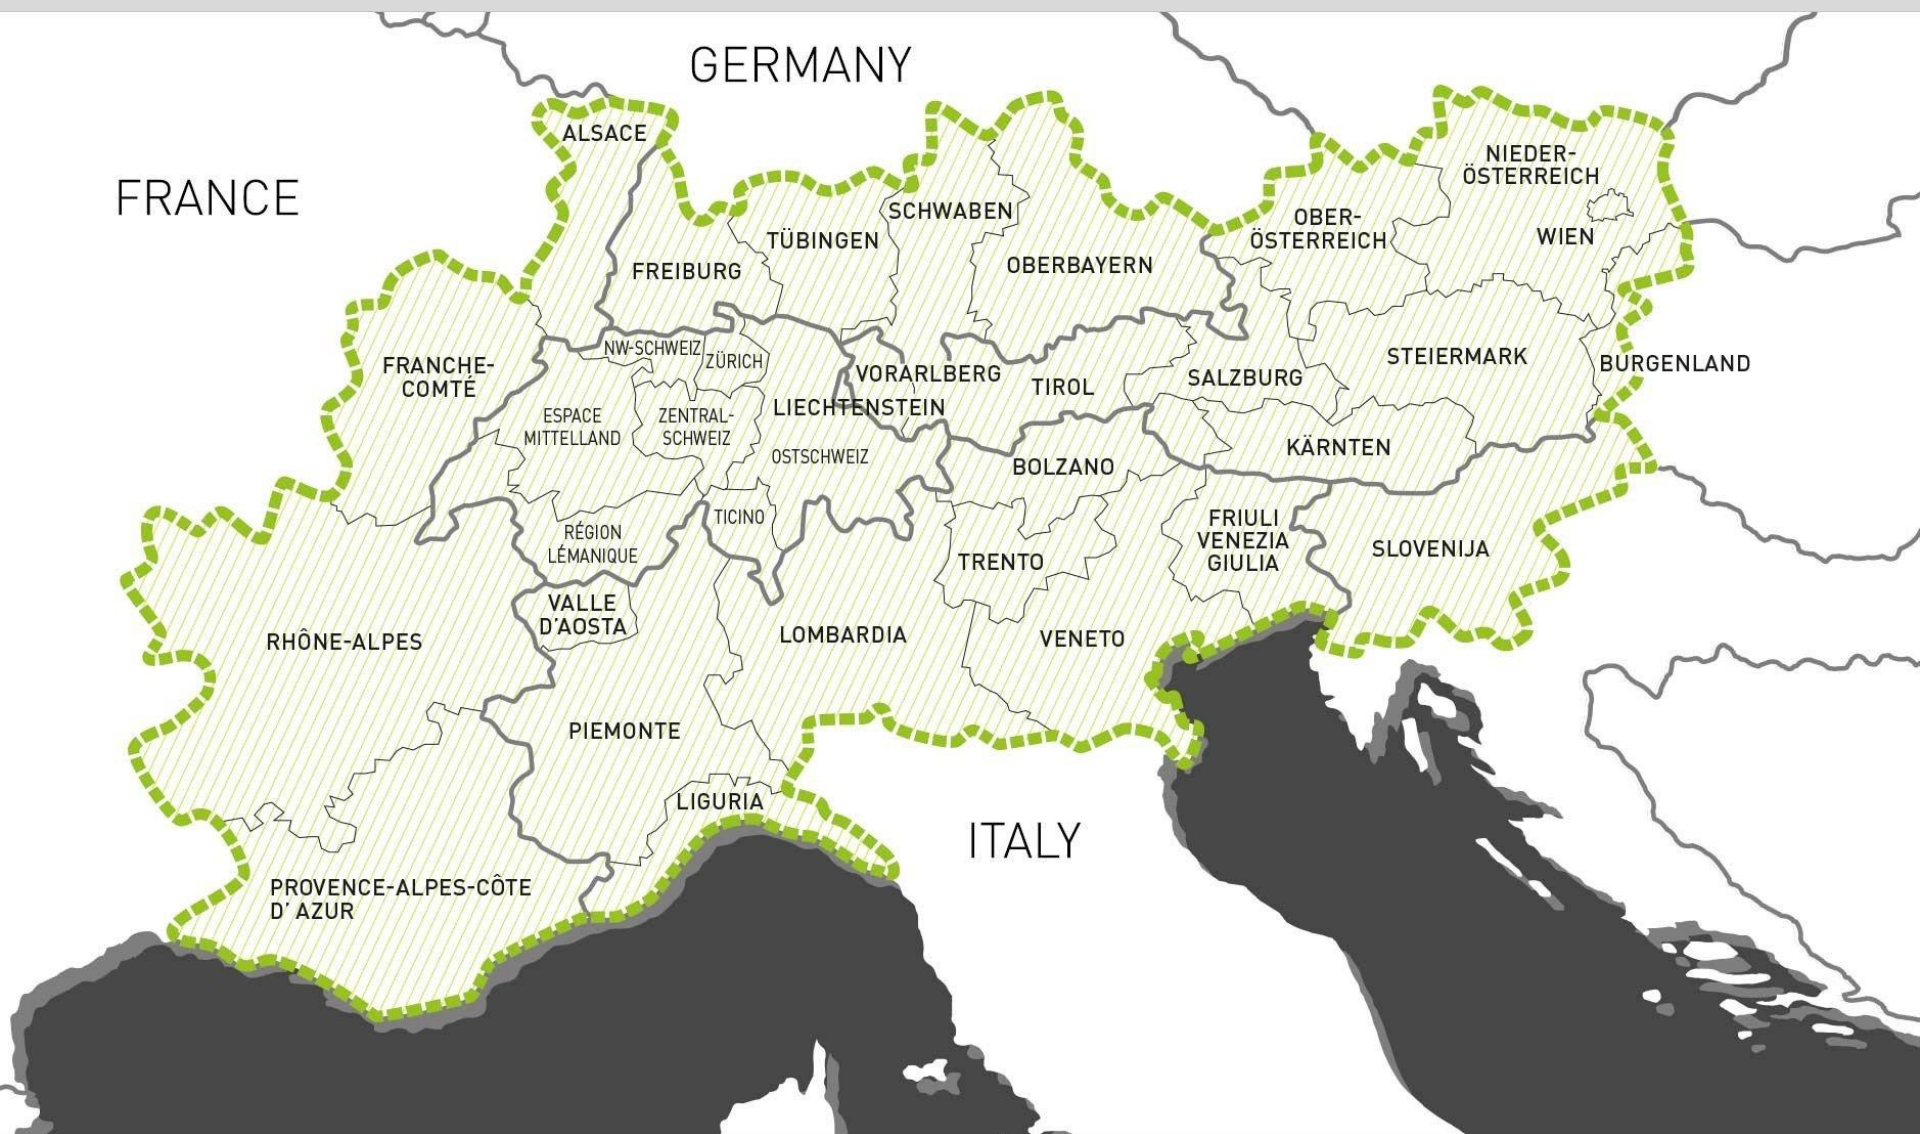 GERMANY
FRANCE
ALSACE
NIEDER-
ÖSTERREICH
WIEN
OBER-
ÖSTERREICH
SCHWABEN
TÜBINGEN
OBERBAYERN
FREIBURG
FRANCHE-
COMTÉ
NW-SCHWEIZ
ZÜRICH
VORARLBERG
TIROL
SALZBURG
STEIERMARK
BURGENLAND
LIECHTENSTEIN
ESPACE
MITTELLAND
ZENTRAL-
SCHWEIZ
OSTSCHWEIZ
BOLZANO
KÄRNTEN
TICINO
RÉGION
LÉMANIQUE
TRENTO
FRIULI
VENEZIA
GIULIA
SLOVENIJA
VALLE
D'AOSTA
RHÔNE-ALPES
LOMBARDIA
VENETO
PIEMONTE
LIGURIA
ITALY
PROVENCE-ALPES-CÔTE
D' AZUR